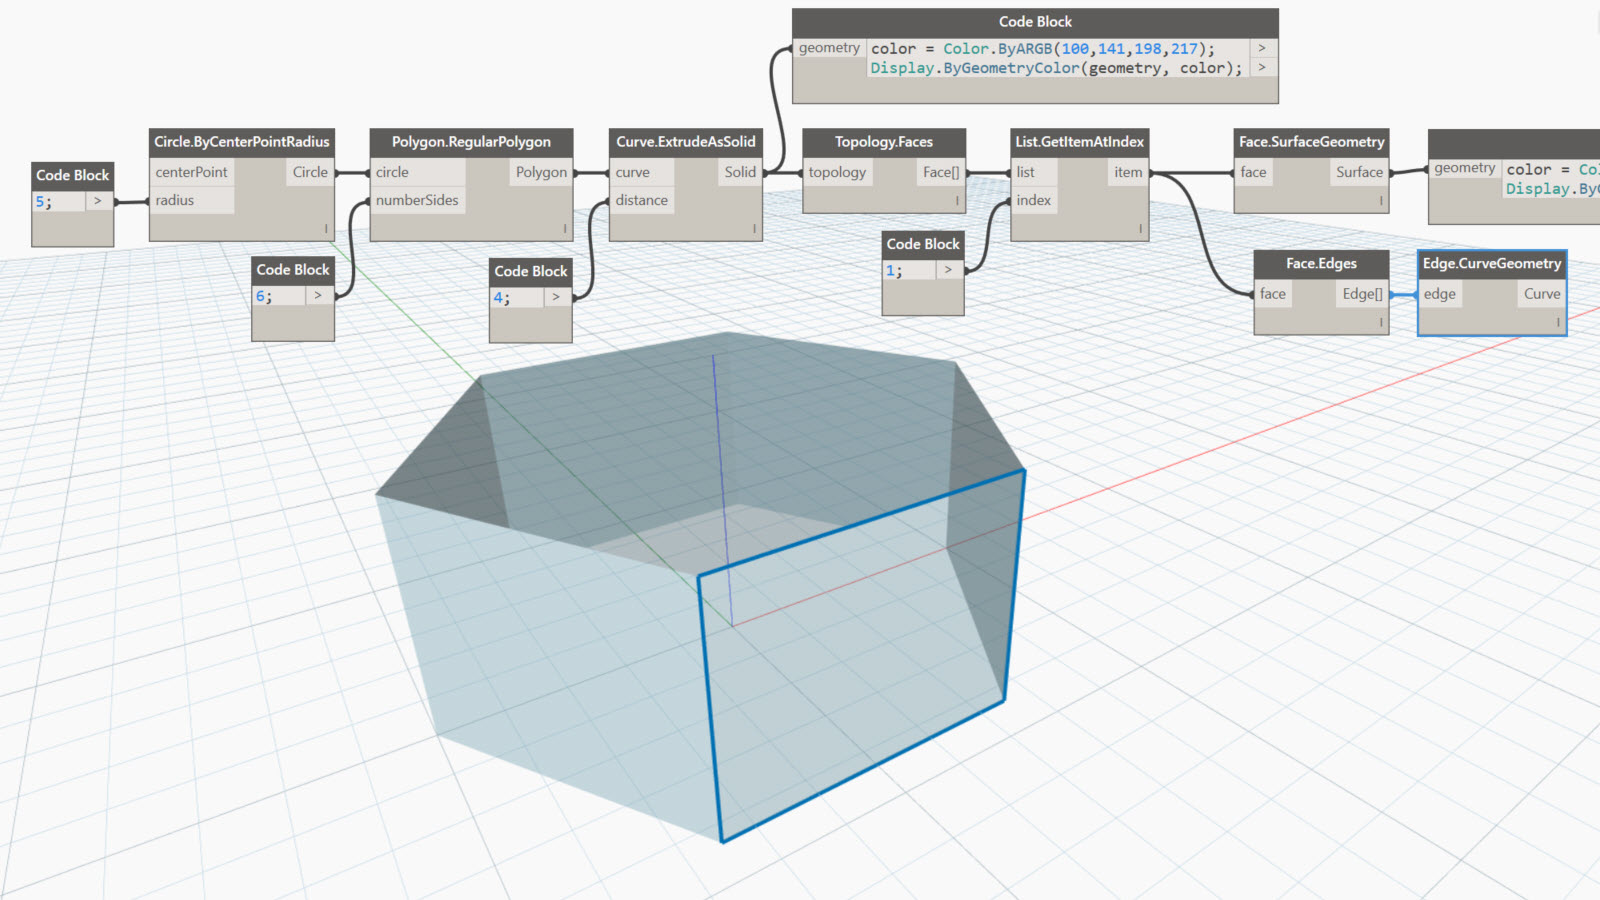 Code Block
geometry color = Color.ByARGB(100,141,198,217); >
Display.ByGeometryColor(geometry, color); >
Code Block
5; >
Circle.ByCenterPointRadius
centerPoint Circle
radius
l
Polygon.RegularPolygon
circle Polygon
numberSides
l
Curve.ExtrudeAsSolid
curve Solid
distance
l
Topology.Faces
topology Face[]
l
List.GetItemAtIndex
list item
index
l
Face.SurfaceGeometry
face Surface
l
geometry color = Co
Display.ByG
Code Block
6; >
Code Block
4; >
Code Block
1; >
Face.Edges
face Edge[]
l
Edge.CurveGeometry
edge Curve
l